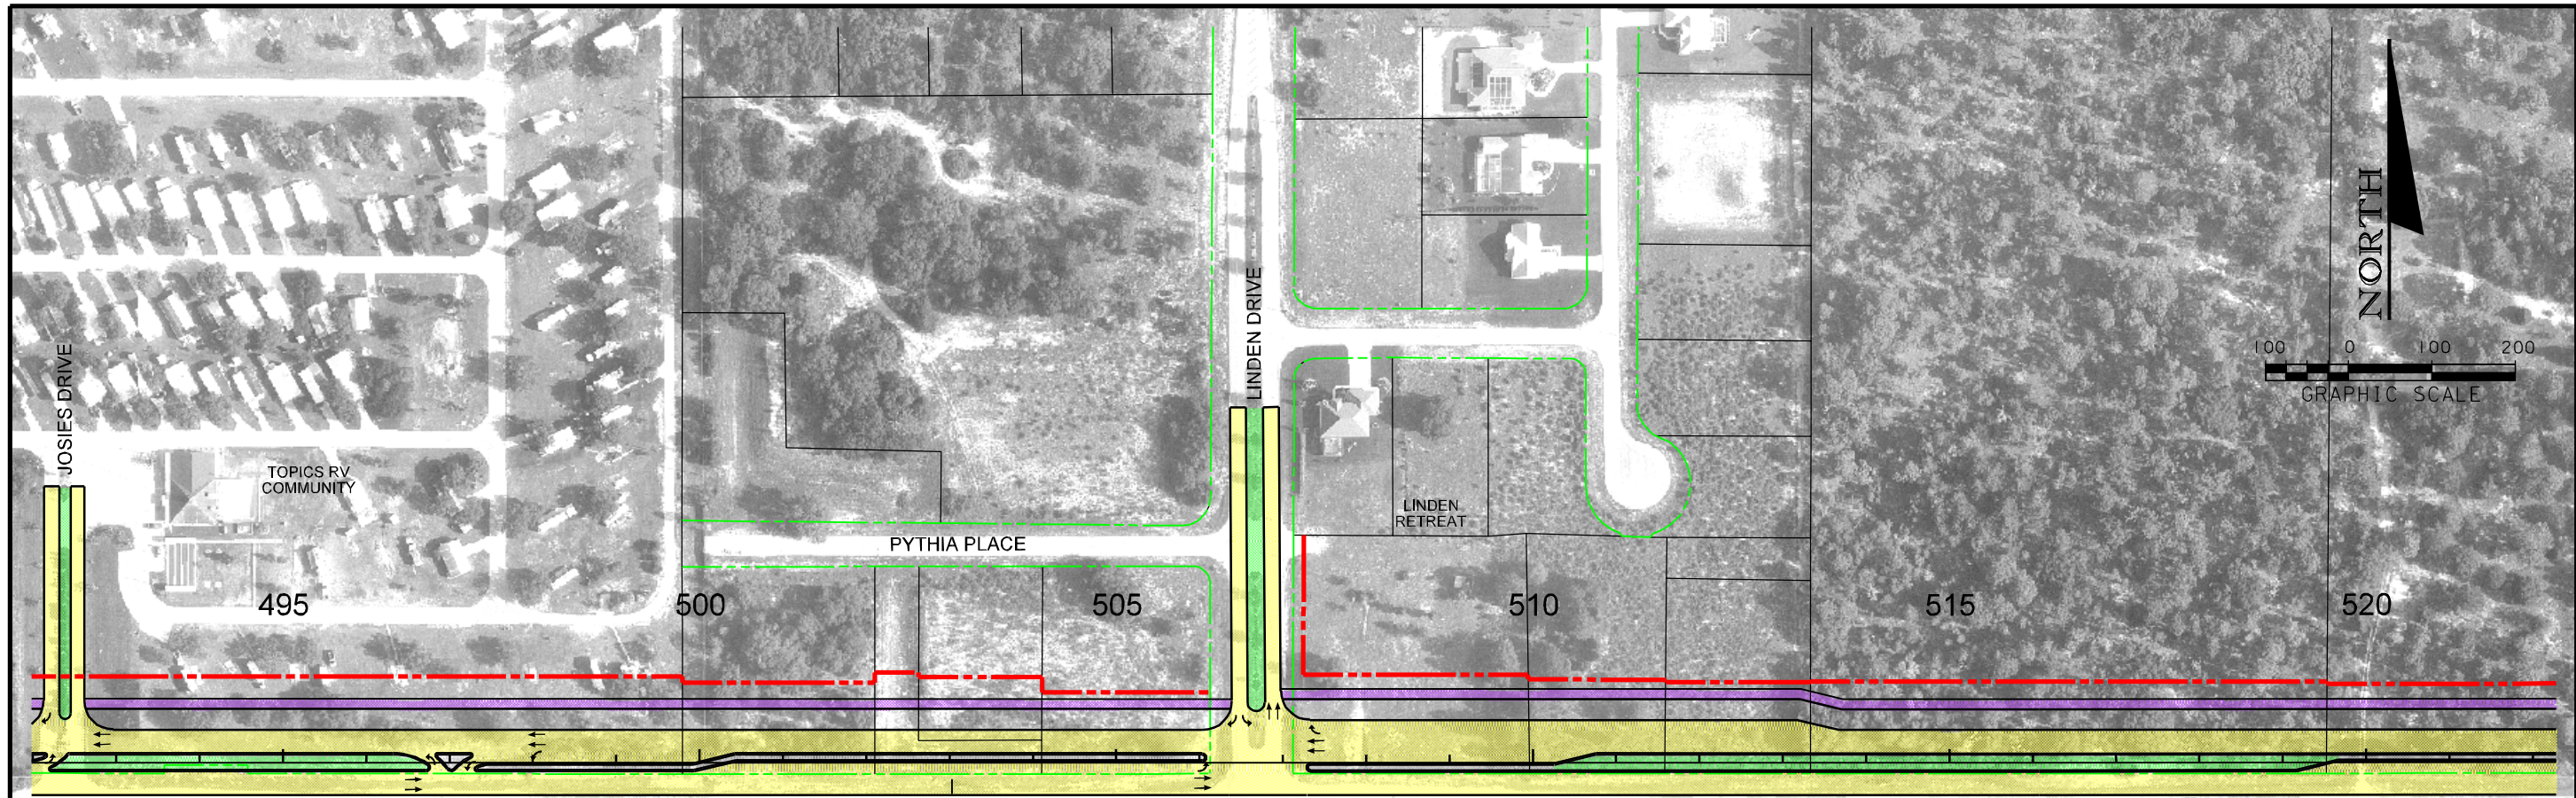 NORTH
100 0 100 200
GRAPHIC SCALE
JOSIES DRIVE
LINDEN DRIVE
TOPICS RV
COMMUNITY
LINDEN
RETREAT
PYTHIA PLACE
495 500 505 510 515 520